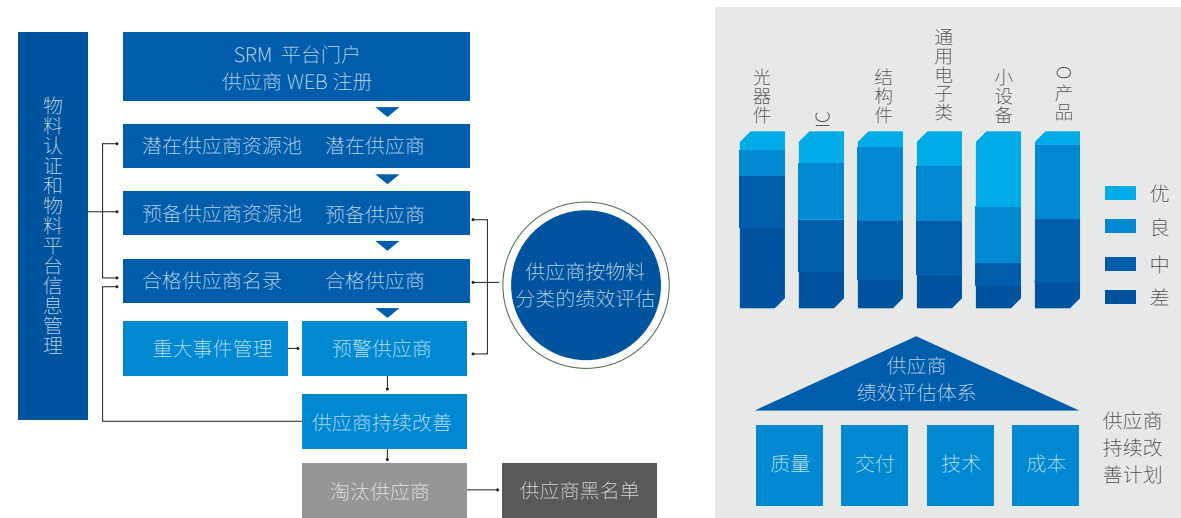 物料认证和物料平台信息管理
SRM 平台门户
供应商 WEB 注册
潜在供应商资源池 潜在供应商
预备供应商资源池 预备供应商
合格供应商名录 合格供应商
重大事件管理 预警供应商
供应商持续改善
淘汰供应商 供应商黑名单
供应商按物料
分类的绩效评估
光器件
IC
结构件
通用电子类
小设备
O产品
优
良
中
差
供应商
绩效评估体系
质量
交付
技术
成本
供应商
持续改
善计划